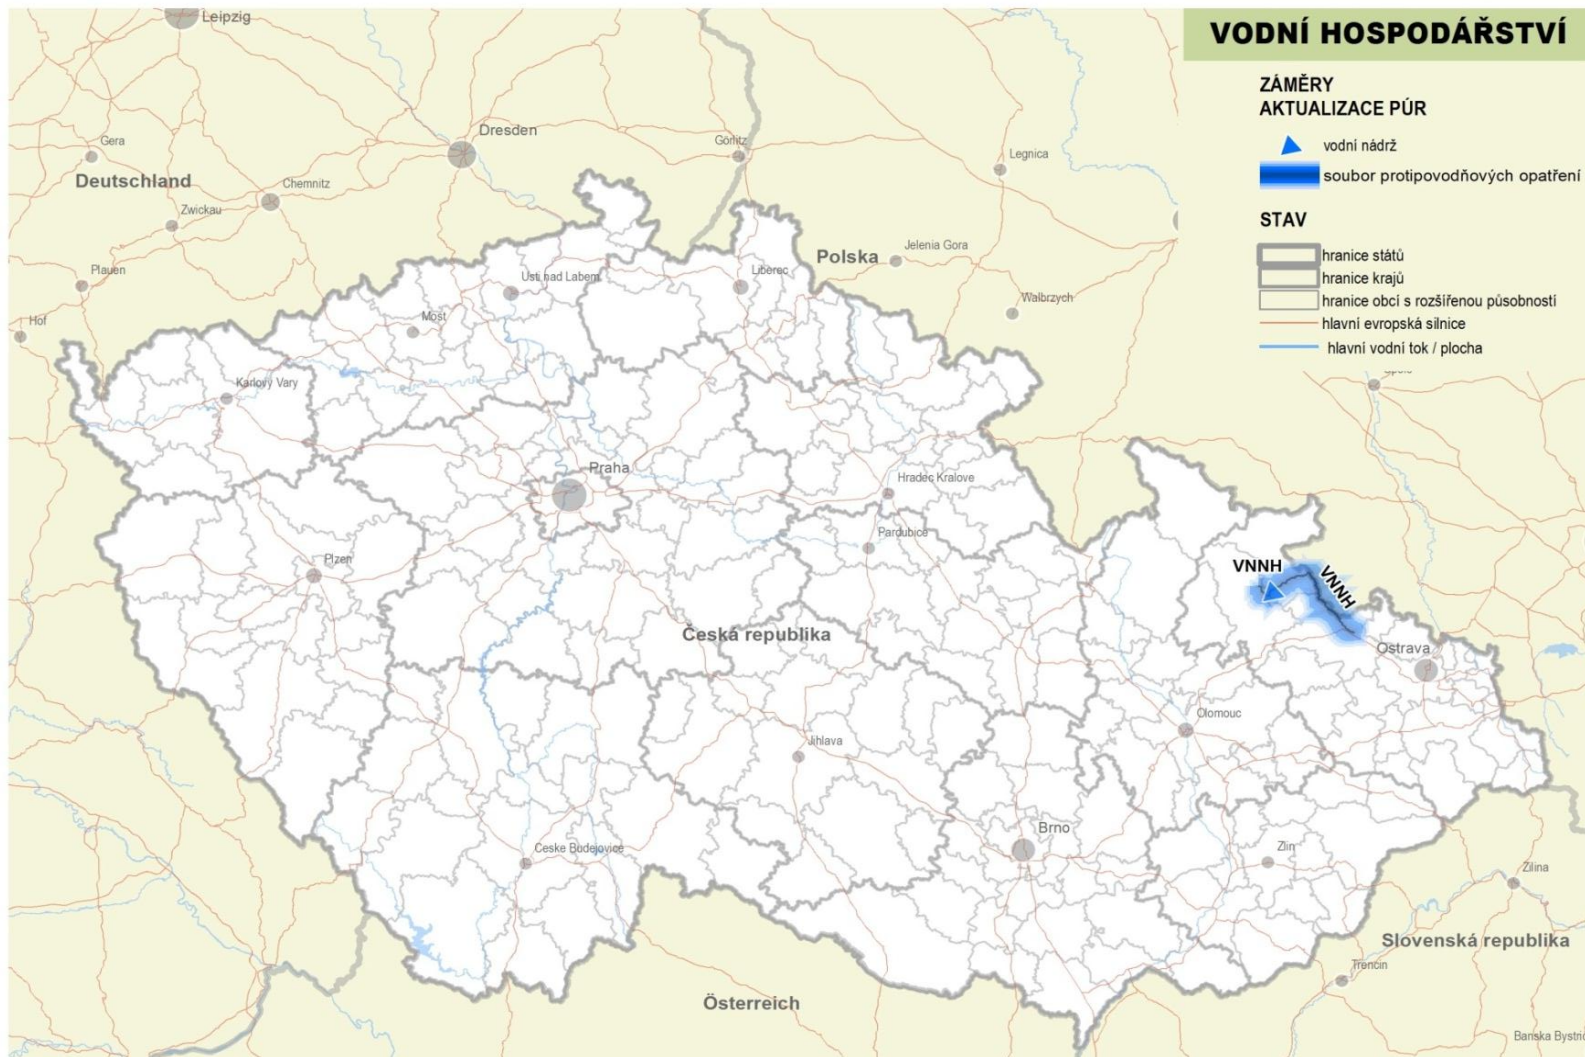 VODNÍ HOSPODÁŘSTVÍ
ZÁMĚRY
AKTUALIZACE PÚR
vodní nádrž
soubor protipovodňových opatření
STAV
hranice států
hranice krajů
hranice obcí s rozšířenou působností
hlavní evropská silnice
hlavní vodní tok / plocha
Leipzig
Dresden
Görlitz
Legnica
Gera
Deutschland
Chemnitz
Zwickau
Polska
Jelenia Gora
Plauen
Usti nad Labem
Liberec
Walbrzych
Hof
Most
Karlovy Vary
Praha
Hradec Kralove
Pardubice
Plzen
VNNH
VNNH
Česká republika
Ostrava
Olomouc
Jihlava
Brno
Ceske Budejovice
Zlin
Zilina
Slovenská republika
Trencin
Österreich